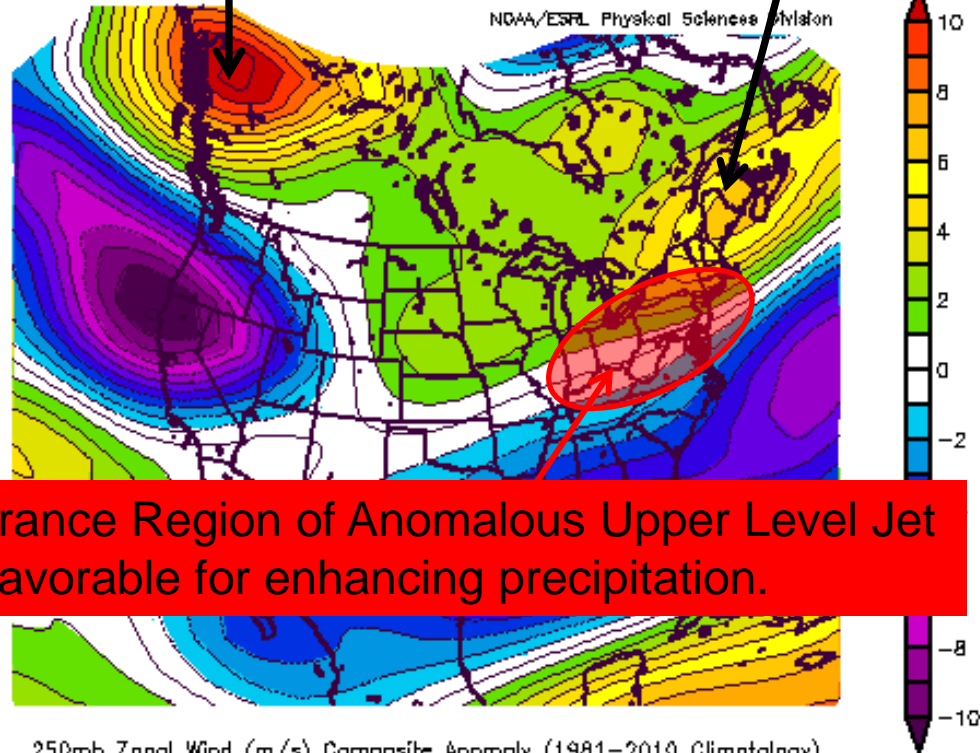 NOAA/ESRL Physical Sciences Division
10
8
6
4
2
0
-2
rance Region of Anomalous Upper Level Jet
avorable for enhancing precipitation.
-8
-10
250mb Zonal Wind (m/s) Composite Anomaly (1981-2010 Climatology)